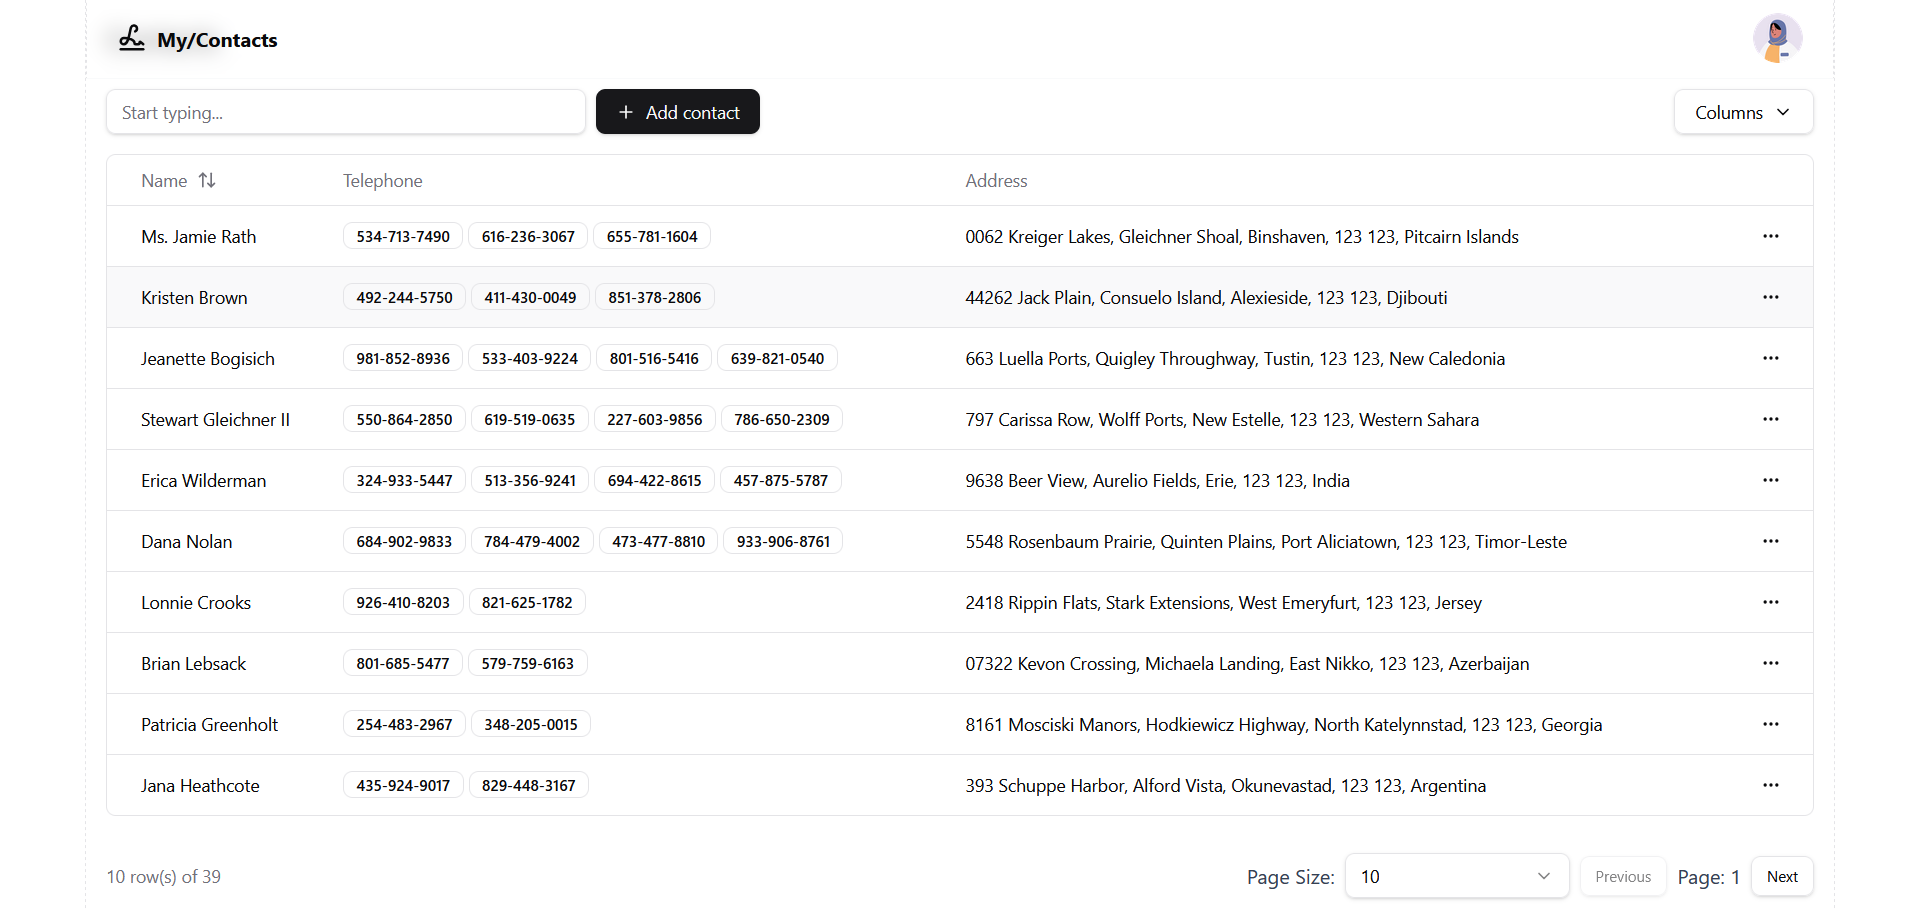 My/Contacts
Start typing...
+ Add contact
Columns
Name Telephone Address
Ms. Jamie Rath 534-713-7490 616-236-3067 655-781-1604 0062 Kreiger Lakes, Gleichner Shoal, Binshaven, 123 123, Pitcairn Islands
Kristen Brown 492-244-5750 411-430-0049 851-378-2806 44262 Jack Plain, Consuelo Island, Alexieside, 123 123, Djibouti
Jeanette Bogisich 981-852-8936 533-403-9224 801-516-5416 639-821-0540 663 Luella Ports, Quigley Throughway, Tustin, 123 123, New Caledonia
Stewart Gleichner II 550-864-2850 619-519-0635 227-603-9856 786-650-2309 797 Carissa Row, Wolff Ports, New Estelle, 123 123, Western Sahara
Erica Wilderman 324-933-5447 513-356-9241 694-422-8615 457-875-5787 9638 Beer View, Aurelio Fields, Erie, 123 123, India
Dana Nolan 684-902-9833 784-479-4002 473-477-8810 933-906-8761 5548 Rosenbaum Prairie, Quinten Plains, Port Aliciatown, 123 123, Timor-Leste
Lonnie Crooks 926-410-8203 821-625-1782 2418 Rippin Flats, Stark Extensions, West Emeryfurt, 123 123, Jersey
Brian Lebsack 801-685-5477 579-759-6163 07322 Kevon Crossing, Michaela Landing, East Nikko, 123 123, Azerbaijan
Patricia Greenholt 254-483-2967 348-205-0015 8161 Mosciski Manors, Hodkiewicz Highway, North Katelynnstad, 123 123, Georgia
Jana Heathcote 435-924-9017 829-448-3167 393 Schuppe Harbor, Alford Vista, Okunevastad, 123 123, Argentina
10 row(s) of 39
Page Size: 10 Previous Page: 1 Next